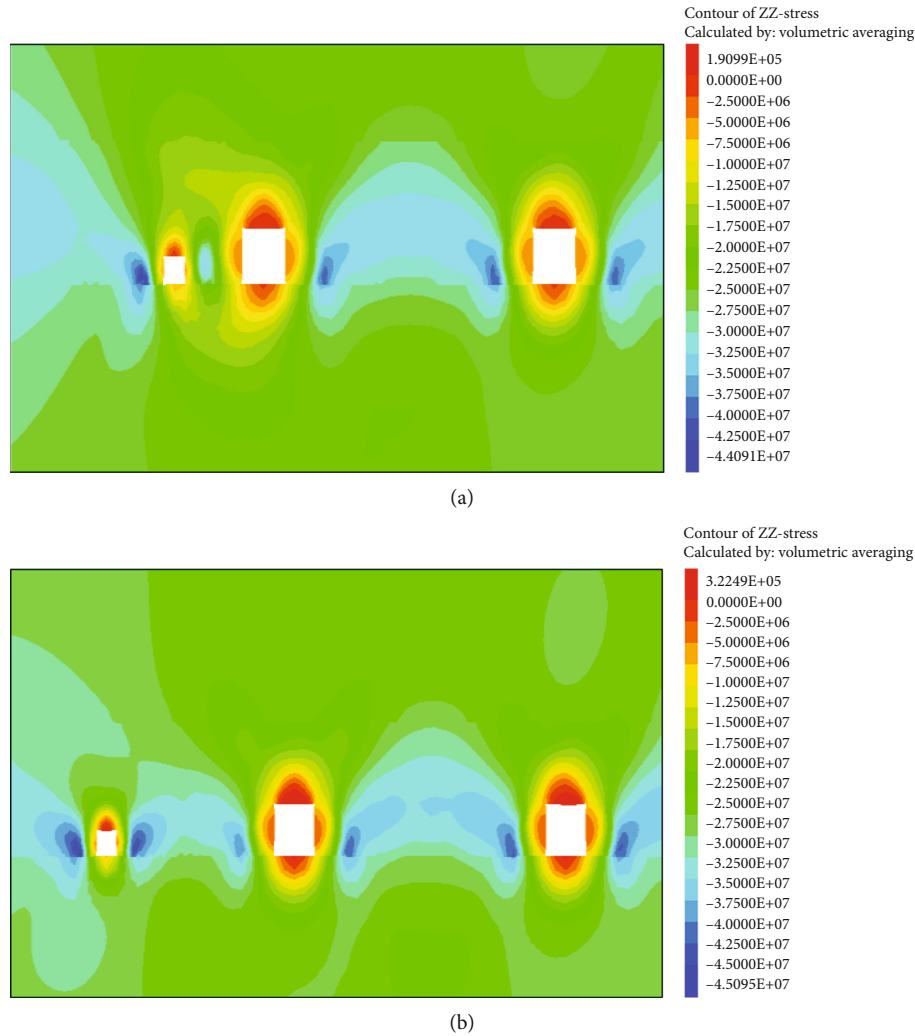 Contour of ZZ-stress
Calculated by: volumetric averaging
1.9099E+05
0.0000E+00
–2.5000E+06
–5.0000E+06
–7.5000E+06
–1.0000E+07
–1.2500E+07
–1.5000E+07
–1.7500E+07
–2.0000E+07
–2.2500E+07
–2.5000E+07
–2.7500E+07
–3.0000E+07
–3.2500E+07
–3.5000E+07
–3.7500E+07
–4.0000E+07
–4.2500E+07
–4.4091E+07
(a)
Contour of ZZ-stress
Calculated by: volumetric averaging
3.2249E+05
0.0000E+00
–2.5000E+06
–5.0000E+06
–7.5000E+06
–1.0000E+07
–1.2500E+07
–1.5000E+07
–1.7500E+07
–2.0000E+07
–2.2500E+07
–2.5000E+07
–2.7500E+07
–3.0000E+07
–3.2500E+07
–3.5000E+07
–3.7500E+07
–4.0000E+07
–4.2500E+07
–4.5000E+07
–4.5095E+07
(b)